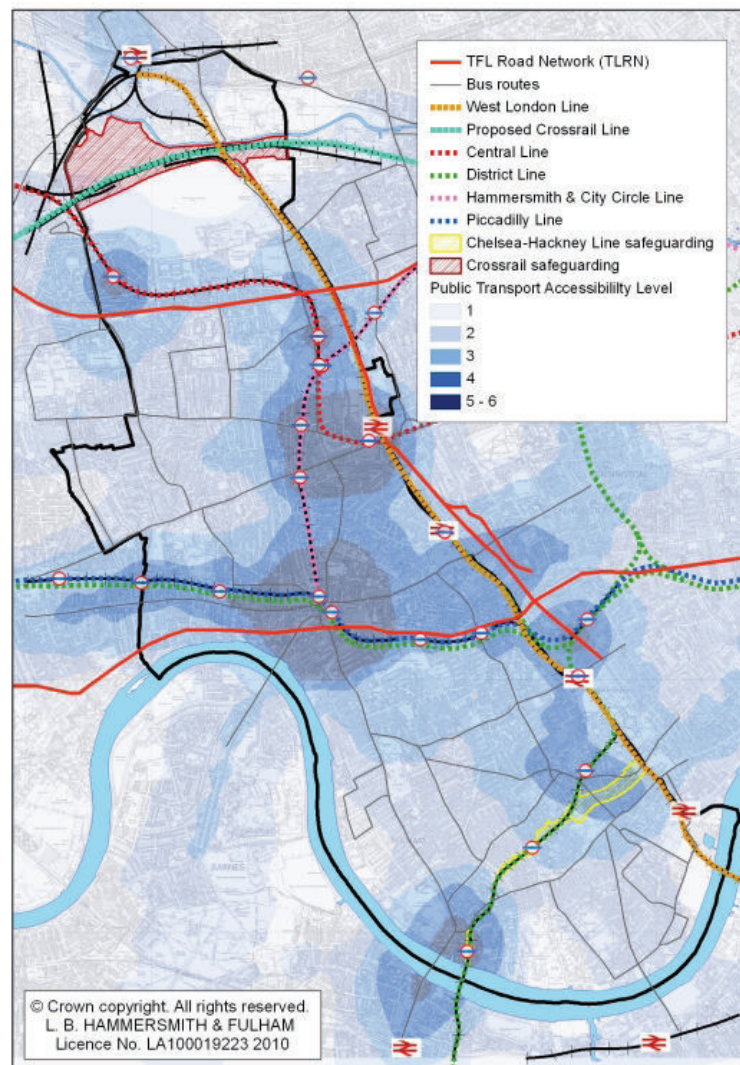 TFL Road Network (TLRN)
Bus routes
West London Line
Proposed Crossrail Line
Central Line
District Line
Hammersmith & City Circle Line
Piccadilly Line
Chelsea-Hackney Line safeguarding
Crossrail safeguarding
Public Transport Accessibililty Level
1
2
3
4
5 - 6
BARNES
© Crown copyright. All rights reserved.
L. B. HAMMERSMITH & FULHAM
Licence No. LA100019223 2010